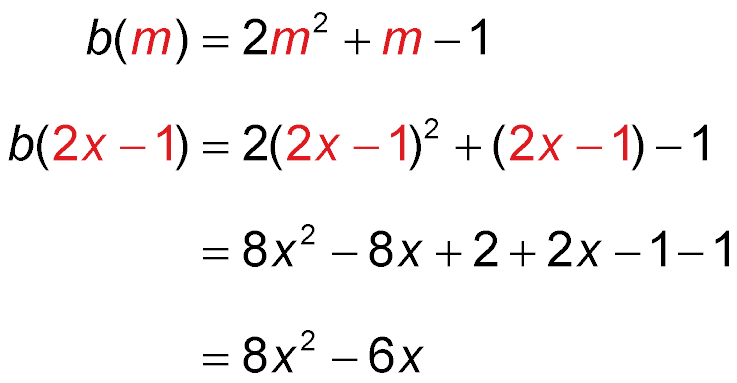 b(m) = 2m² + m − 1
b(2x − 1) = 2(2x − 1)² + (2x − 1) − 1
= 8x² − 8x + 2 + 2x − 1 − 1
= 8x² − 6x